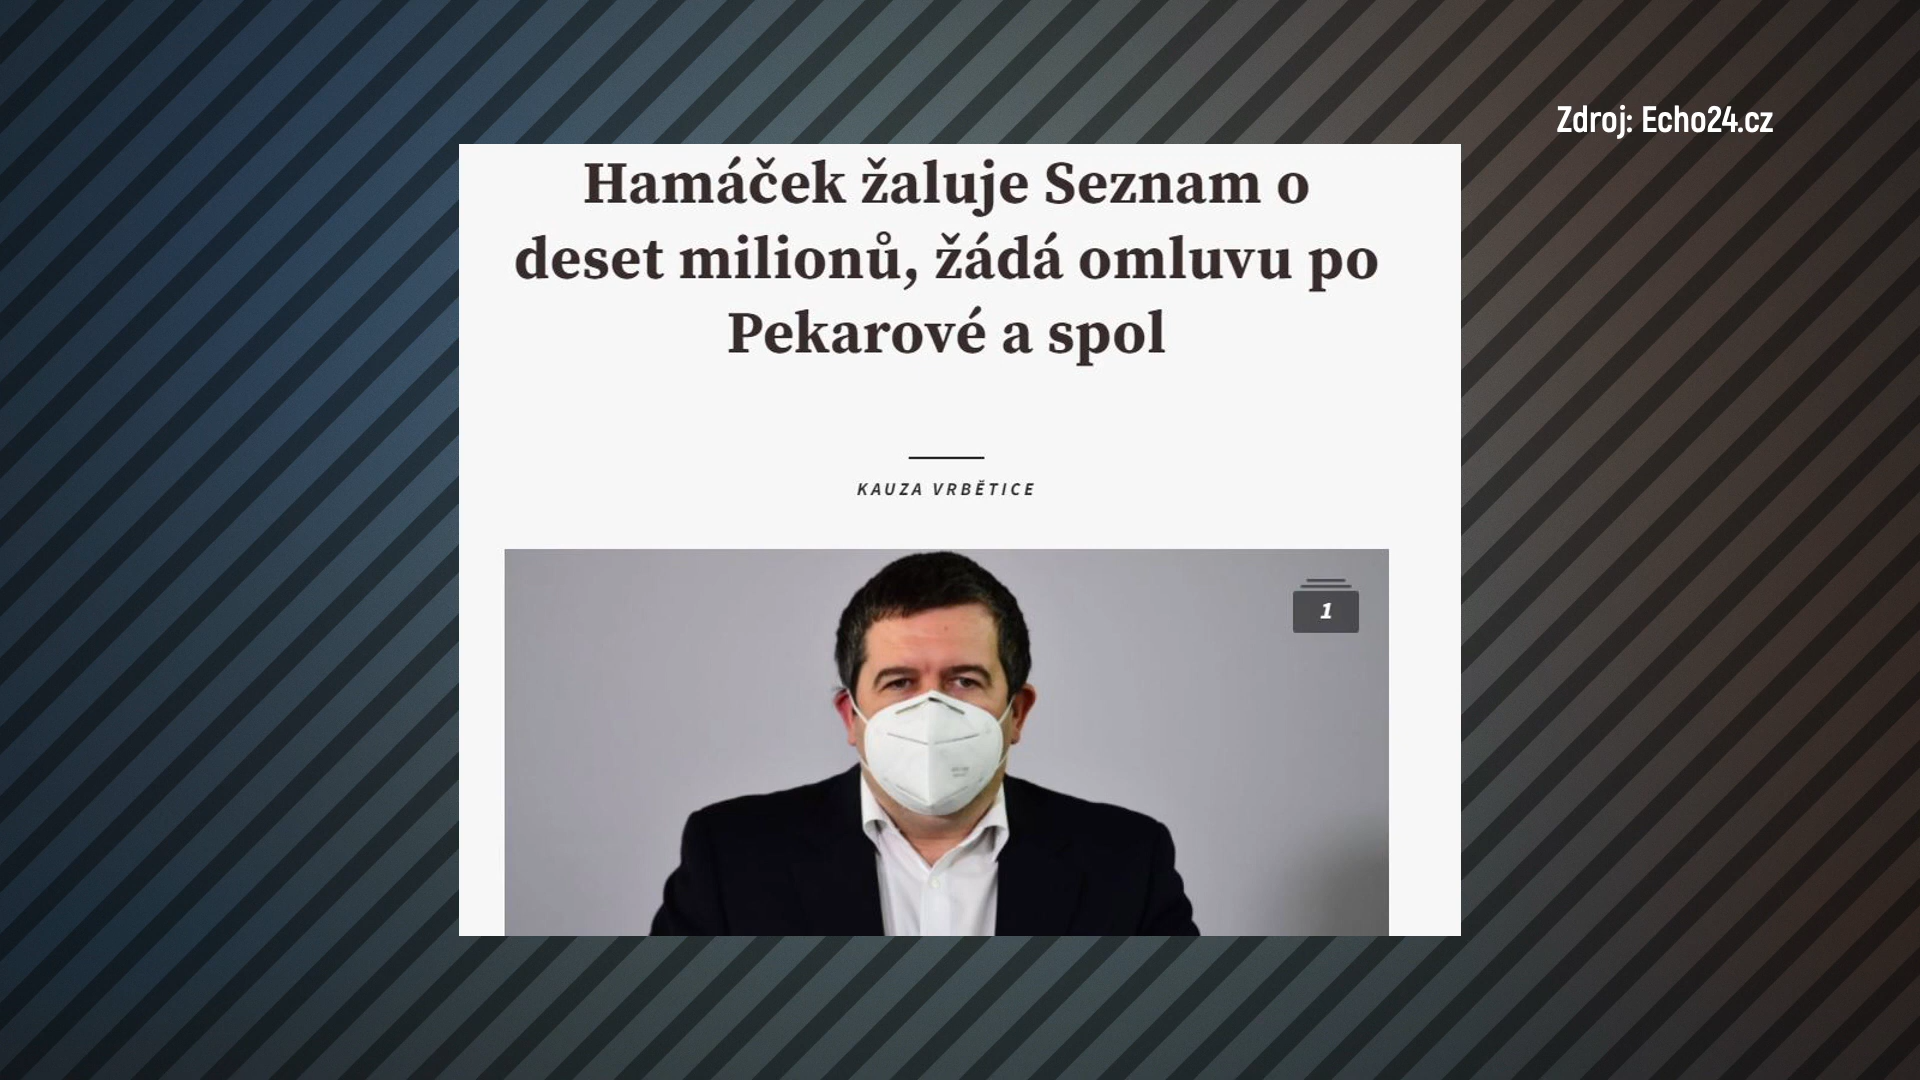 Zdroj: Echo24.cz
Hamáček žaluje Seznam o
deset milionů, žádá omluvu po
Pekarové a spol
KAUZA VRBĚTICE
1